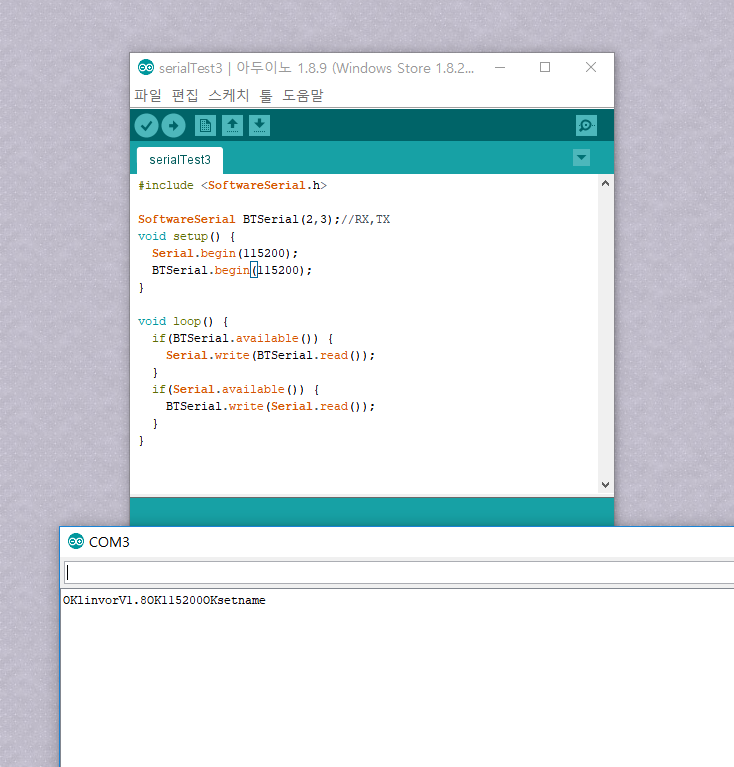 serialTest3 | 아두이노 1.8.9 (Windows Store 1.8.2...
파일 편집 스케치 툴 도움말
serialTest3
#include <SoftwareSerial.h>
SoftwareSerial BTSerial(2,3);//RX,TX
void setup() {
Serial.begin(115200);
BTSerial.begin(115200);
}
void loop() {
if(BTSerial.available()) {
Serial.write(BTSerial.read());
}
if(Serial.available()) {
BTSerial.write(Serial.read());
}
}
COM3
OKlinvorV1.8OK115200OKsetname